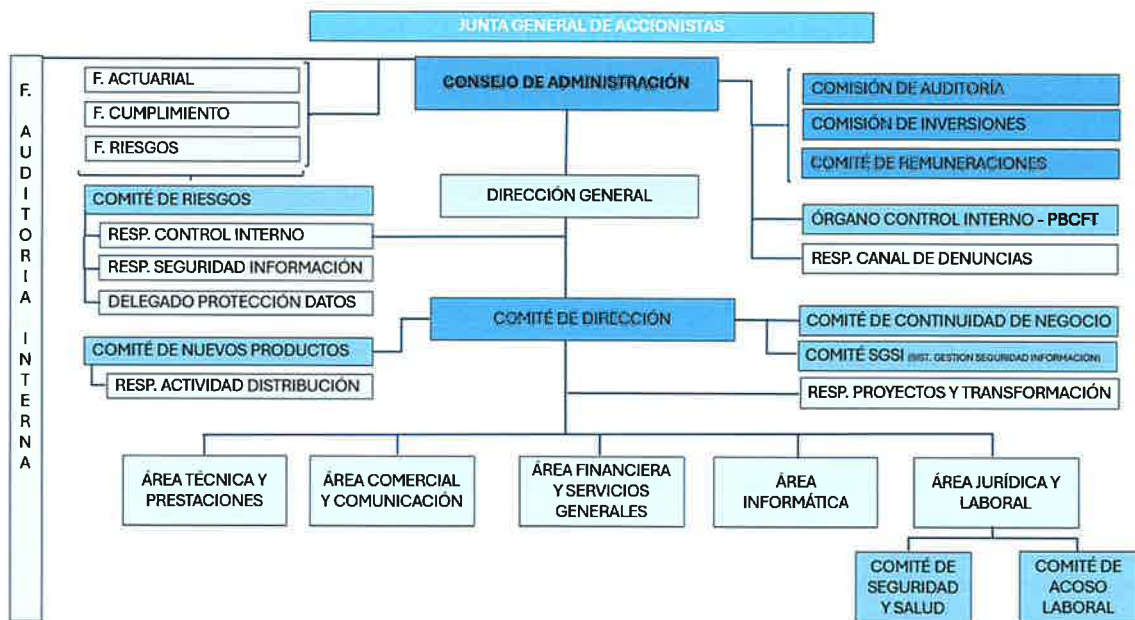 JUNTA GENERAL DE ACCIONISTAS
F. AUDITORIA INTERNA
F. ACTUARIAL
F. CUMPLIMIENTO
F. RIESGOS
CONSEJO DE ADMINISTRACIÓN
COMISIÓN DE AUDITORÍA
COMISIÓN DE INVERSIONES
COMITÉ DE REMUNERACIONES
COMITÉ DE RIESGOS
RESP. CONTROL INTERNO
RESP. SEGURIDAD INFORMACIÓN
DELEGADO PROTECCIÓN DATOS
DIRECCIÓN GENERAL
ÓRGANO CONTROL INTERNO - PBCFT
RESP. CANAL DE DENUNCIAS
COMITÉ DE NUEVOS PRODUCTOS
RESP. ACTIVIDAD DISTRIBUCIÓN
COMITÉ DE DIRECCIÓN
COMITÉ DE CONTINUIDAD DE NEGOCIO
COMITÉ SGSI (SIST. GESTION SEGURIDAD INFORMACIÓN)
RESP. PROYECTOS Y TRANSFORMACIÓN
ÁREA TÉCNICA Y
PRESTACIONES
ÁREA COMERCIAL
Y COMUNICACIÓN
ÁREA FINANCIERA
Y SERVICIOS
GENERALES
ÁREA
INFORMÁTICA
ÁREA JURÍDICA Y
LABORAL
COMITÉ DE
SEGURIDAD
Y SALUD
COMITÉ DE
ACOSO
LABORAL